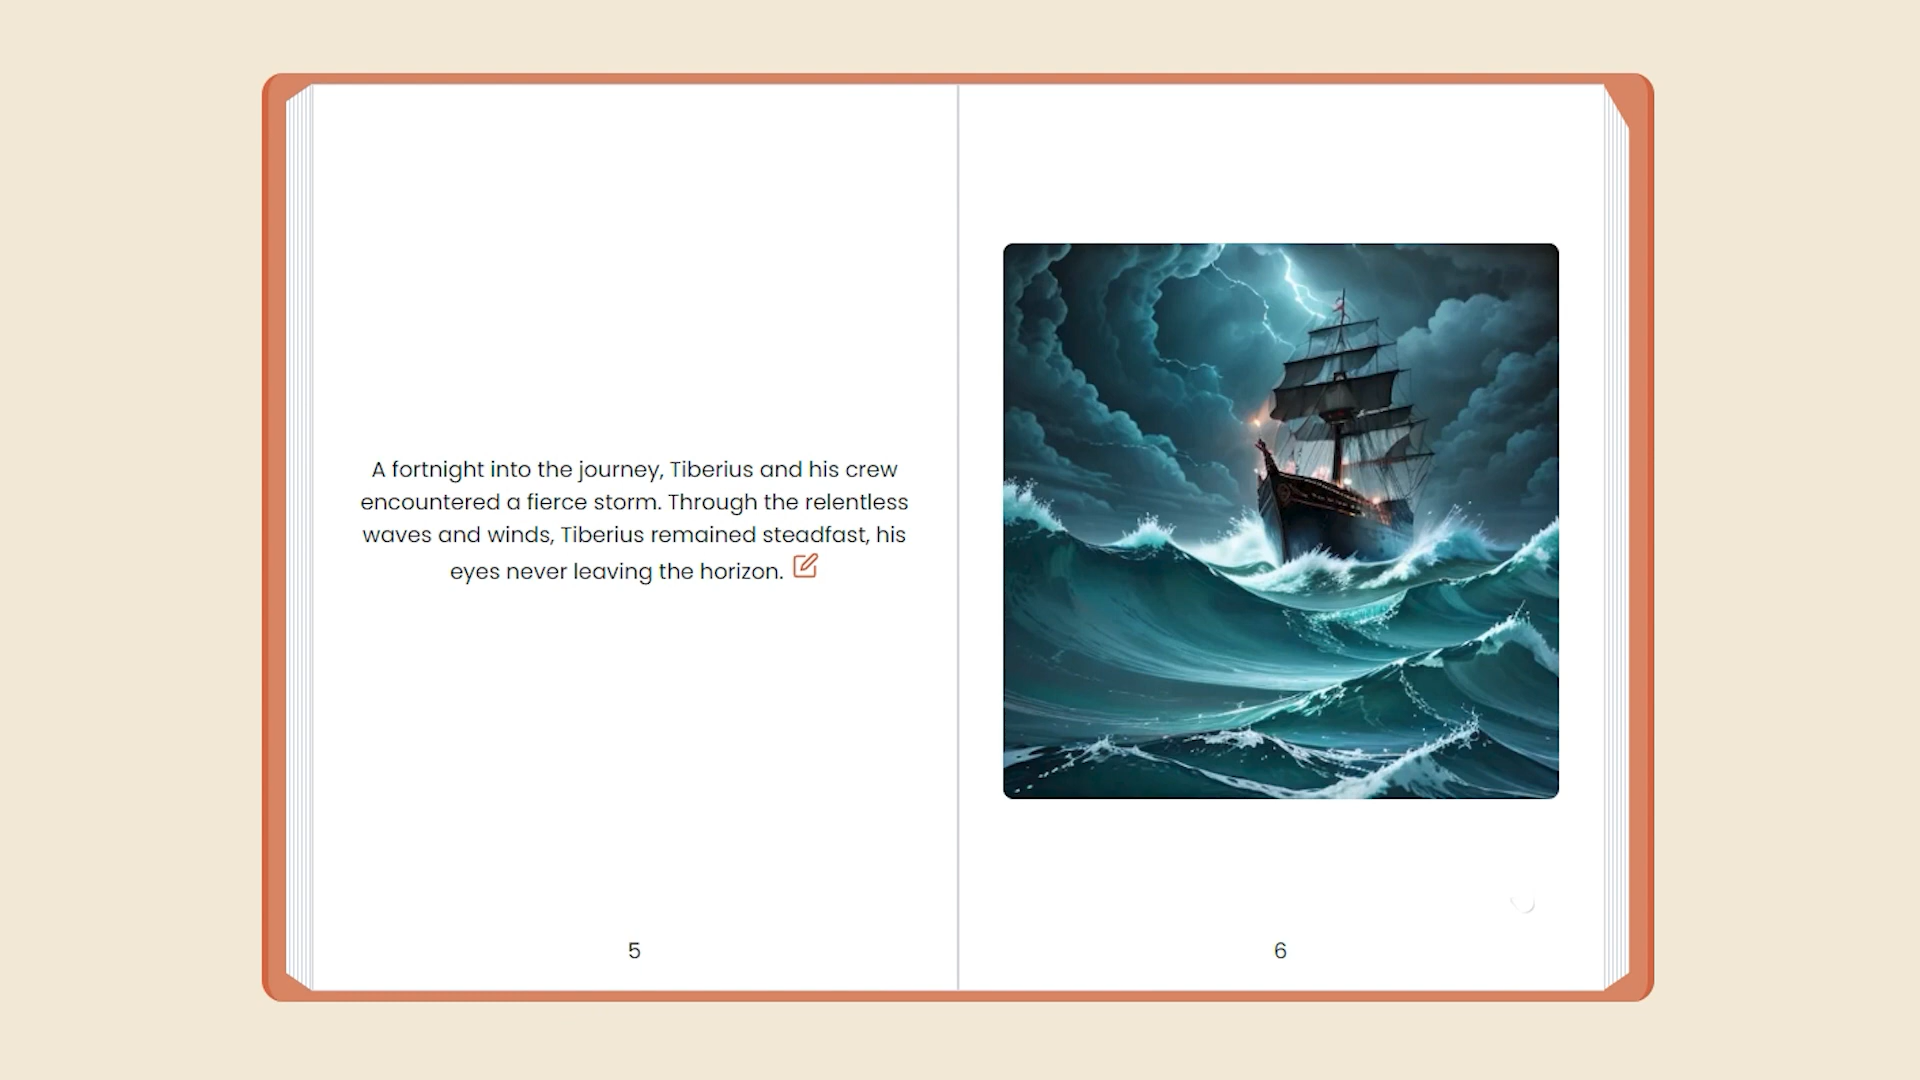 A fortnight into the journey, Tiberius and his crew
encountered a fierce storm. Through the relentless
waves and winds, Tiberius remained steadfast, his
eyes never leaving the horizon.
5
6